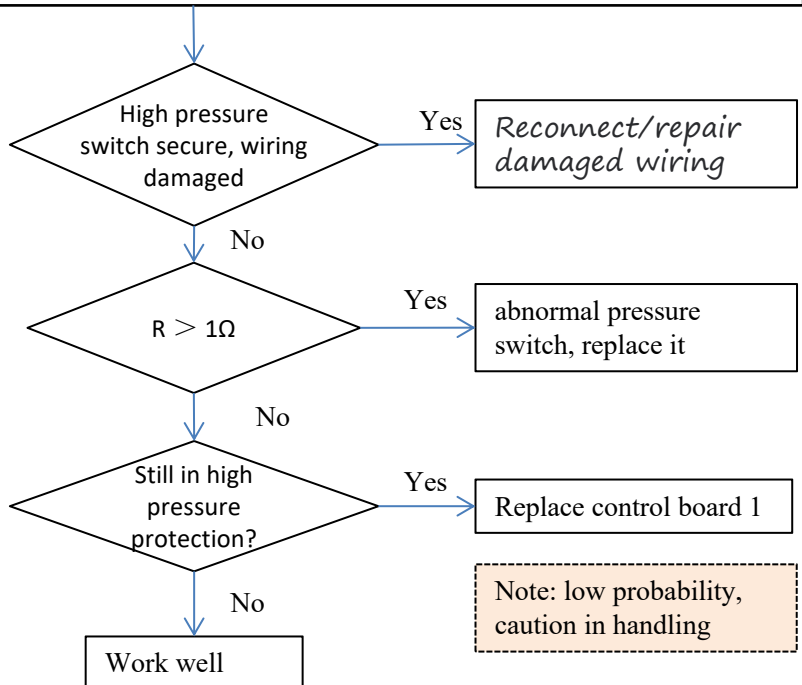 High pressure
switch secure, wiring
damaged
Yes
Reconnect/repair
damaged wiring
No
R > 1Ω
Yes
abnormal pressure
switch, replace it
No
Still in high
pressure
protection?
Yes
Replace control board 1
No
Note: low probability,
caution in handling
Work well